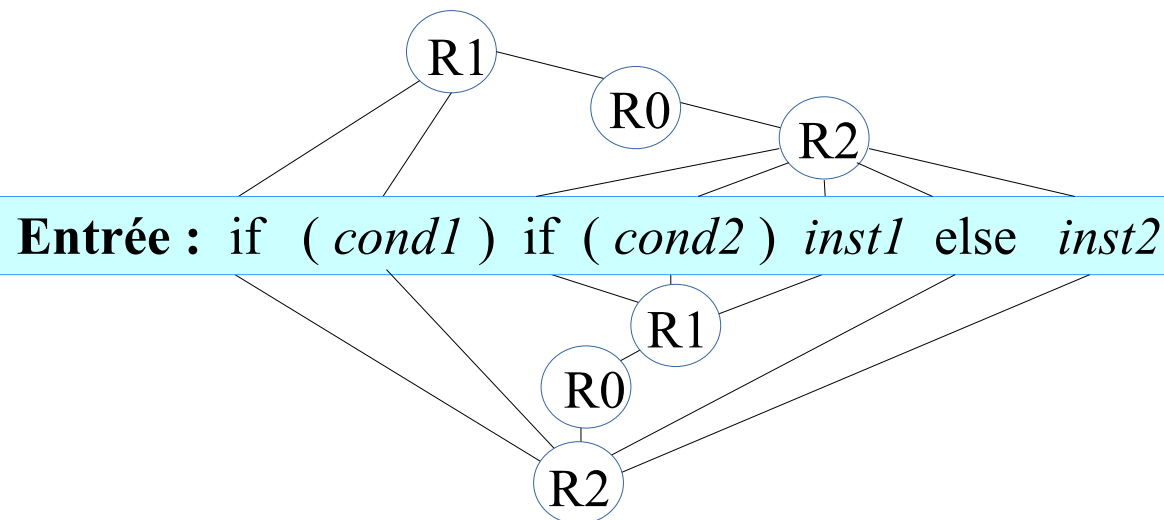 R1
R0
R2
Entrée : if ( cond1 ) if ( cond2 ) inst1 else inst2
R1
R0
R2